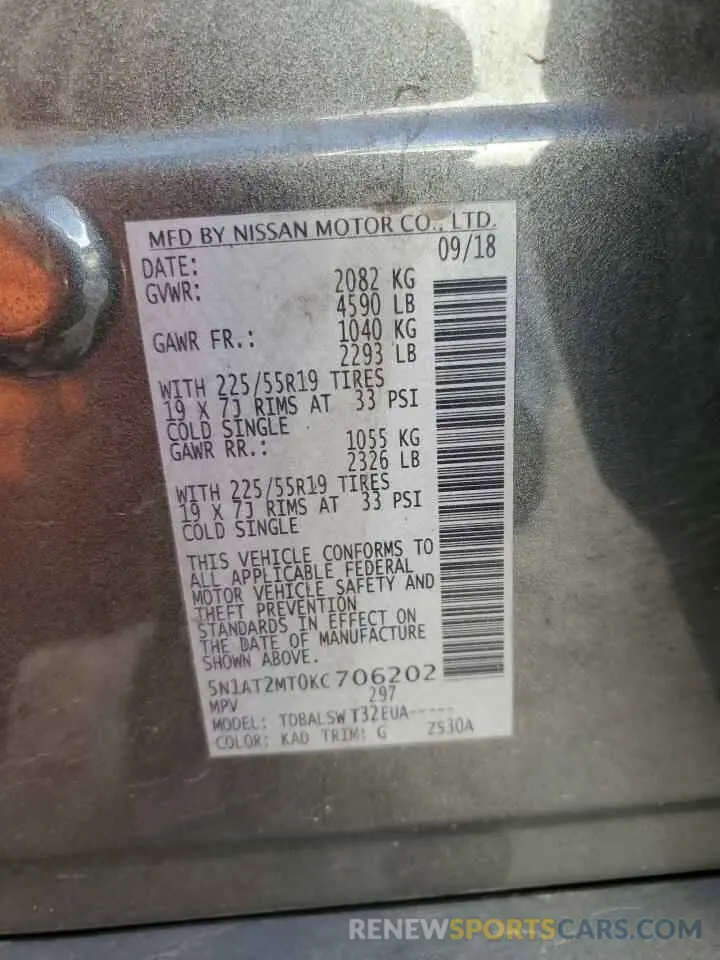 MFD BY NISSAN MOTOR CO., LTD.
DATE: 09/18
GVWR: 2082 KG
4590 LB
GAWR FR.: 1040 KG
2293 LB
WITH 225/55R19 TIRES
19 X 7J RIMS AT 33 PSI
COLD SINGLE
GAWR RR.: 1055 KG
2326 LB
WITH 225/55R19 TIRES
19 X 7J RIMS AT 33 PSI
COLD SINGLE
THIS VEHICLE CONFORMS TO
ALL APPLICABLE FEDERAL
MOTOR VEHICLE SAFETY AND
THEFT PREVENTION
STANDARDS IN EFFECT ON
THE DATE OF MANUFACTURE
SHOWN ABOVE.
5N1AT2MT0KC706202
MPV 297
MODEL: TDBALSW T32EUA-----
COLOR: KAD TRIM: G 2S30A
RENEWSPORTSCARS.COM